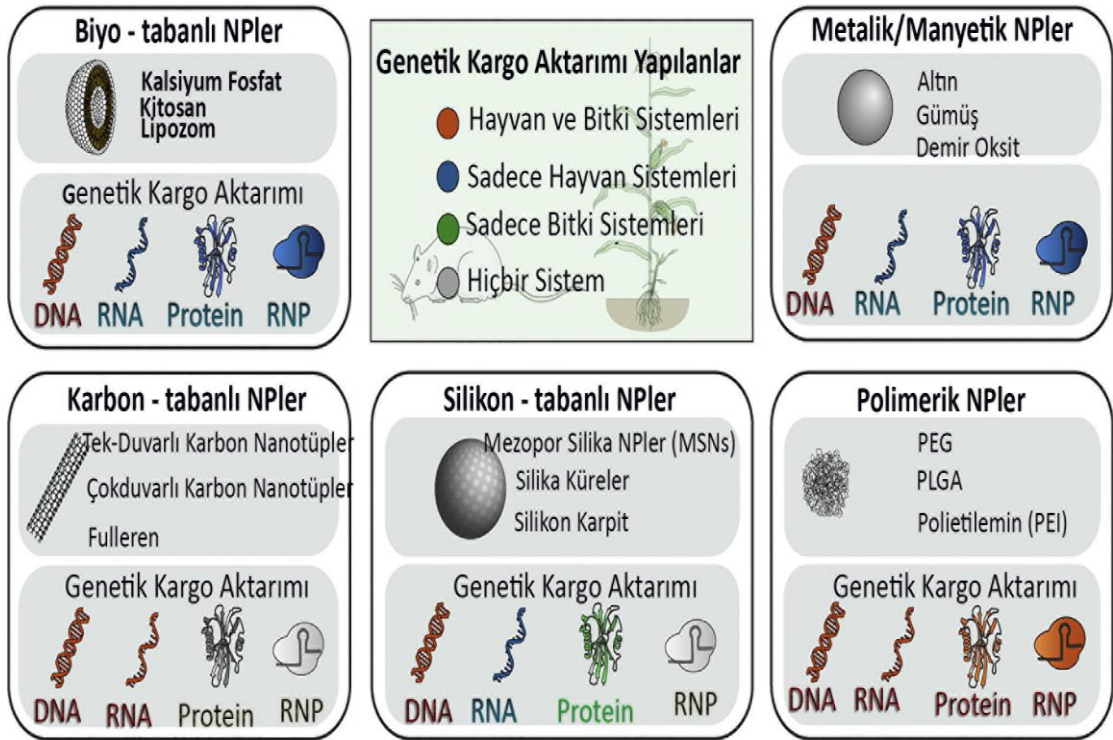 Biyo - tabanlı NPler
Kalsiyum Fosfat
Kitosan
Lipozom
Genetik Kargo Aktarımı
DNA RNA Protein RNP
Genetik Kargo Aktarımı Yapılanlar
Hayvan ve Bitki Sistemleri
Sadece Hayvan Sistemleri
Sadece Bitki Sistemleri
Hiçbir Sistem
Metalik/Manyetik NPler
Altın
Gümüş
Demir Oksit
DNA RNA Protein RNP
Karbon - tabanlı NPler
Tek-Duvarlı Karbon Nanotüpler
Çokduvarlı Karbon Nanotüpler
Fulleren
Genetik Kargo Aktarımı
DNA RNA Protein RNP
Silikon - tabanlı NPler
Mezopor Silika NPler (MSNs)
Silika Küreler
Silikon Karpit
Genetik Kargo Aktarımı
DNA RNA Protein RNP
Polimerik NPler
PEG
PLGA
Polietilemin (PEI)
Genetik Kargo Aktarımı
DNA RNA Protein RNP